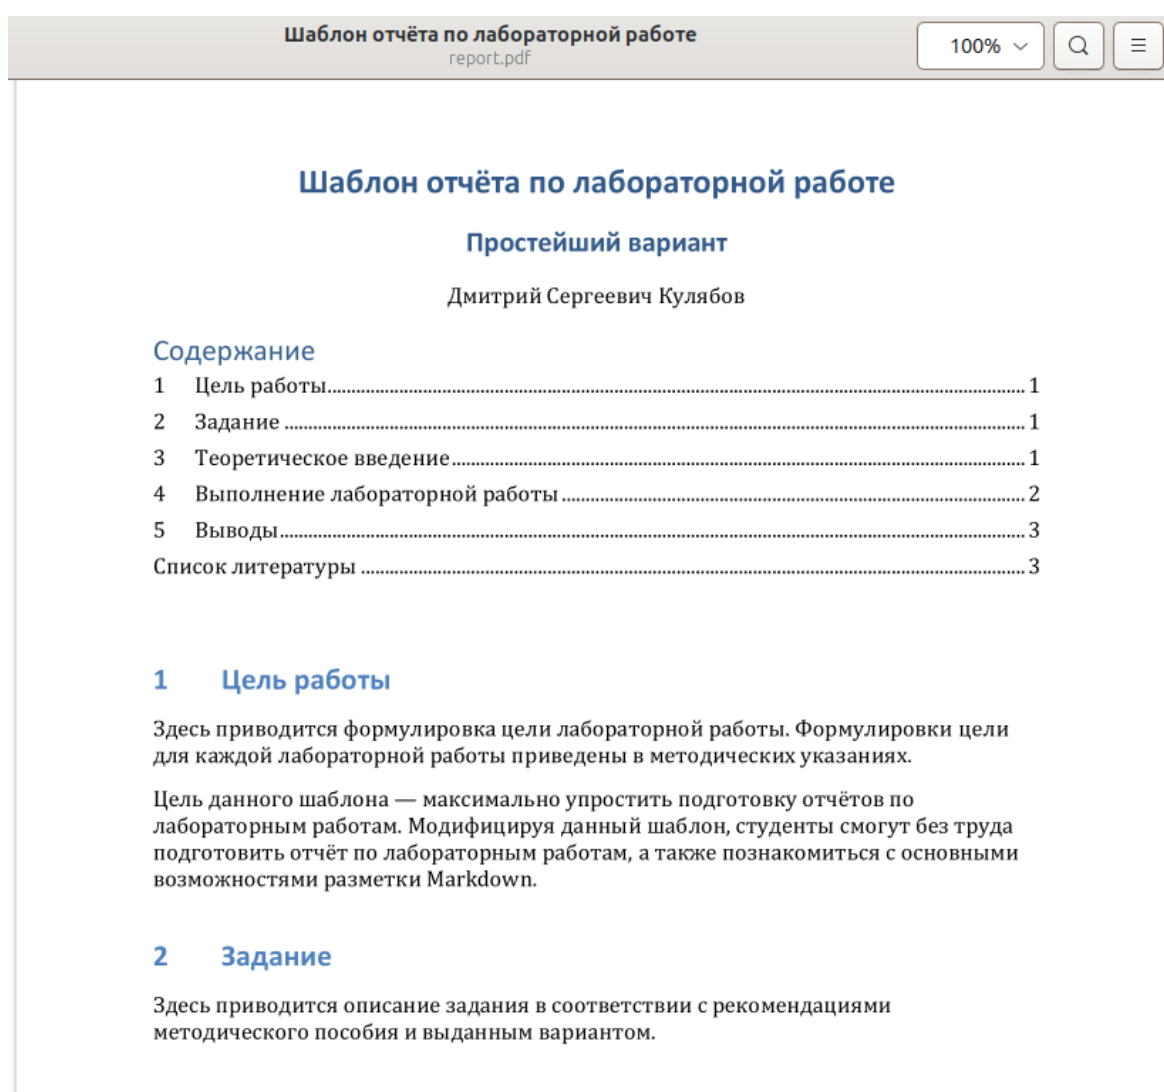 Шаблон отчёта по лабораторной работе
report.pdf
100%
Шаблон отчёта по лабораторной работе
Простейший вариант
Дмитрий Сергеевич Кулябов
Содержание
1 Цель работы 1
2 Задание 1
3 Теоретическое введение 1
4 Выполнение лабораторной работы 2
5 Выводы 3
Список литературы 3
1 Цель работы
Здесь приводится формулировка цели лабораторной работы. Формулировки цели
для каждой лабораторной работы приведены в методических указаниях.
Цель данного шаблона — максимально упростить подготовку отчётов по
лабораторным работам. Модифицируя данный шаблон, студенты смогут без труда
подготовить отчёт по лабораторным работам, а также познакомиться с основными
возможностями разметки Markdown.
2 Задание
Здесь приводится описание задания в соответствии с рекомендациями
методического пособия и выданным вариантом.